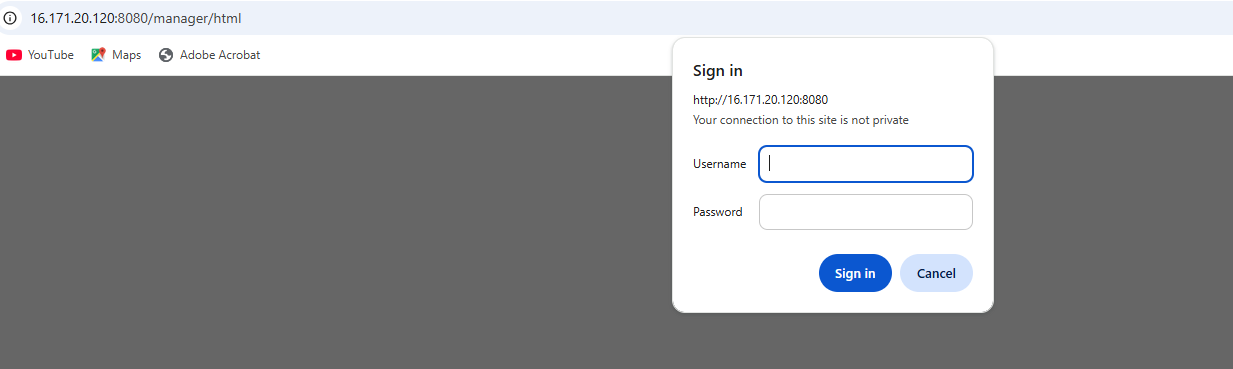 16.171.20.120:8080/manager/html
YouTube Maps Adobe Acrobat
Sign in
http://16.171.20.120:8080
Your connection to this site is not private
Username
Password
Sign in Cancel